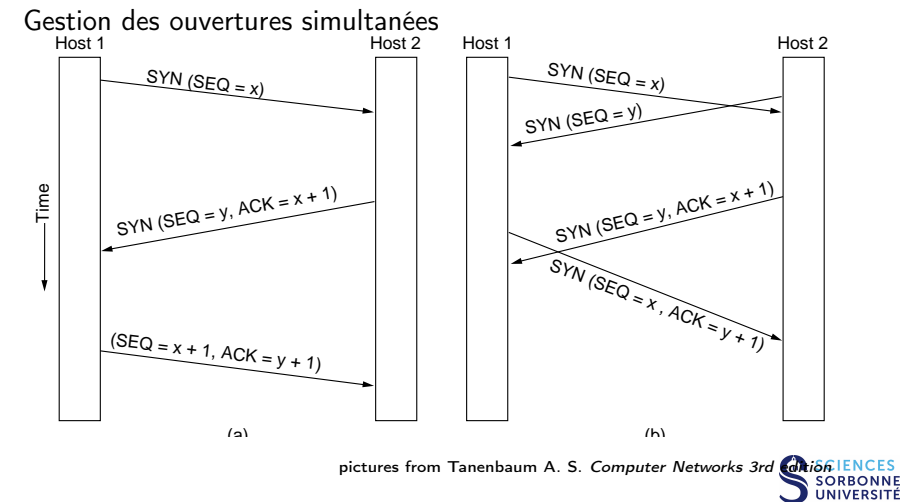 Gestion des ouvertures simultanées
Host 1
Host 2
SYN (SEQ = x)
Time
SYN (SEQ = y, ACK = x + 1)
(SEQ = x + 1, ACK = y + 1)
(a)
Host 1
Host 2
SYN (SEQ = x)
SYN (SEQ = y)
SYN (SEQ = y, ACK = x + 1)
SYN (SEQ = x , ACK = y + 1)
(b)
pictures from Tanenbaum A. S. Computer Networks 3rd edition
SCIENCES
SORBONNE
UNIVERSITÉ